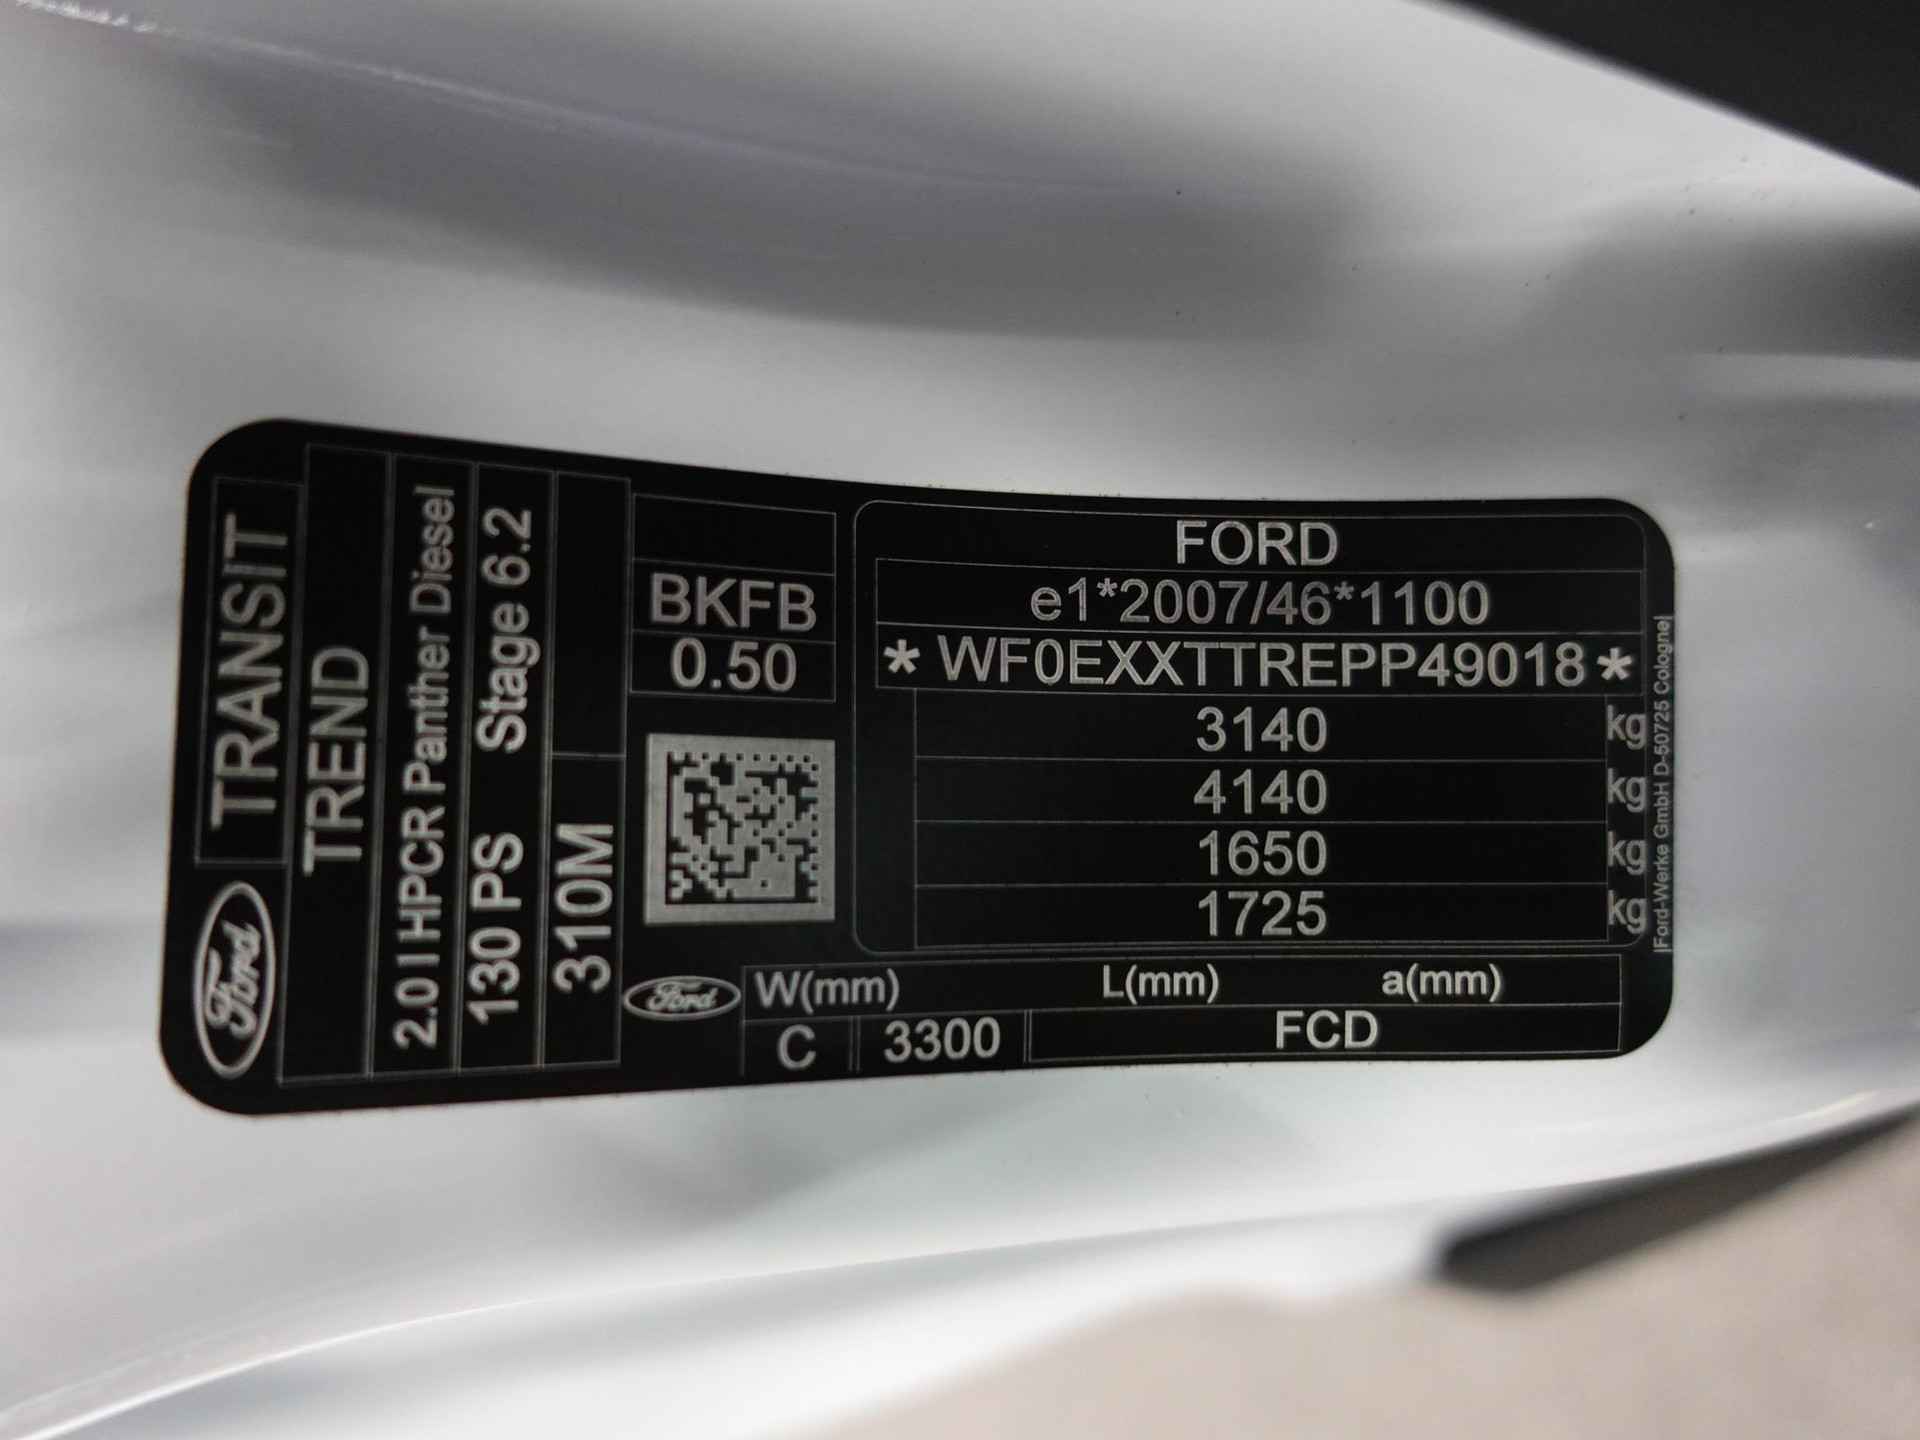 Ford
TRANSIT
TREND
2.0 l HPCR Panther Diesel
130 PS Stage 6.2
310M
BKFB
0.50
FORD
e1*2007/46*1100
* WF0EXXTTREPP49018 *
3140 kg
4140 kg
1650 kg
1725 kg
|Ford-Werke GmbH D-50725 Cologne|
Ford
W(mm) L(mm) a(mm)
C 3300 FCD